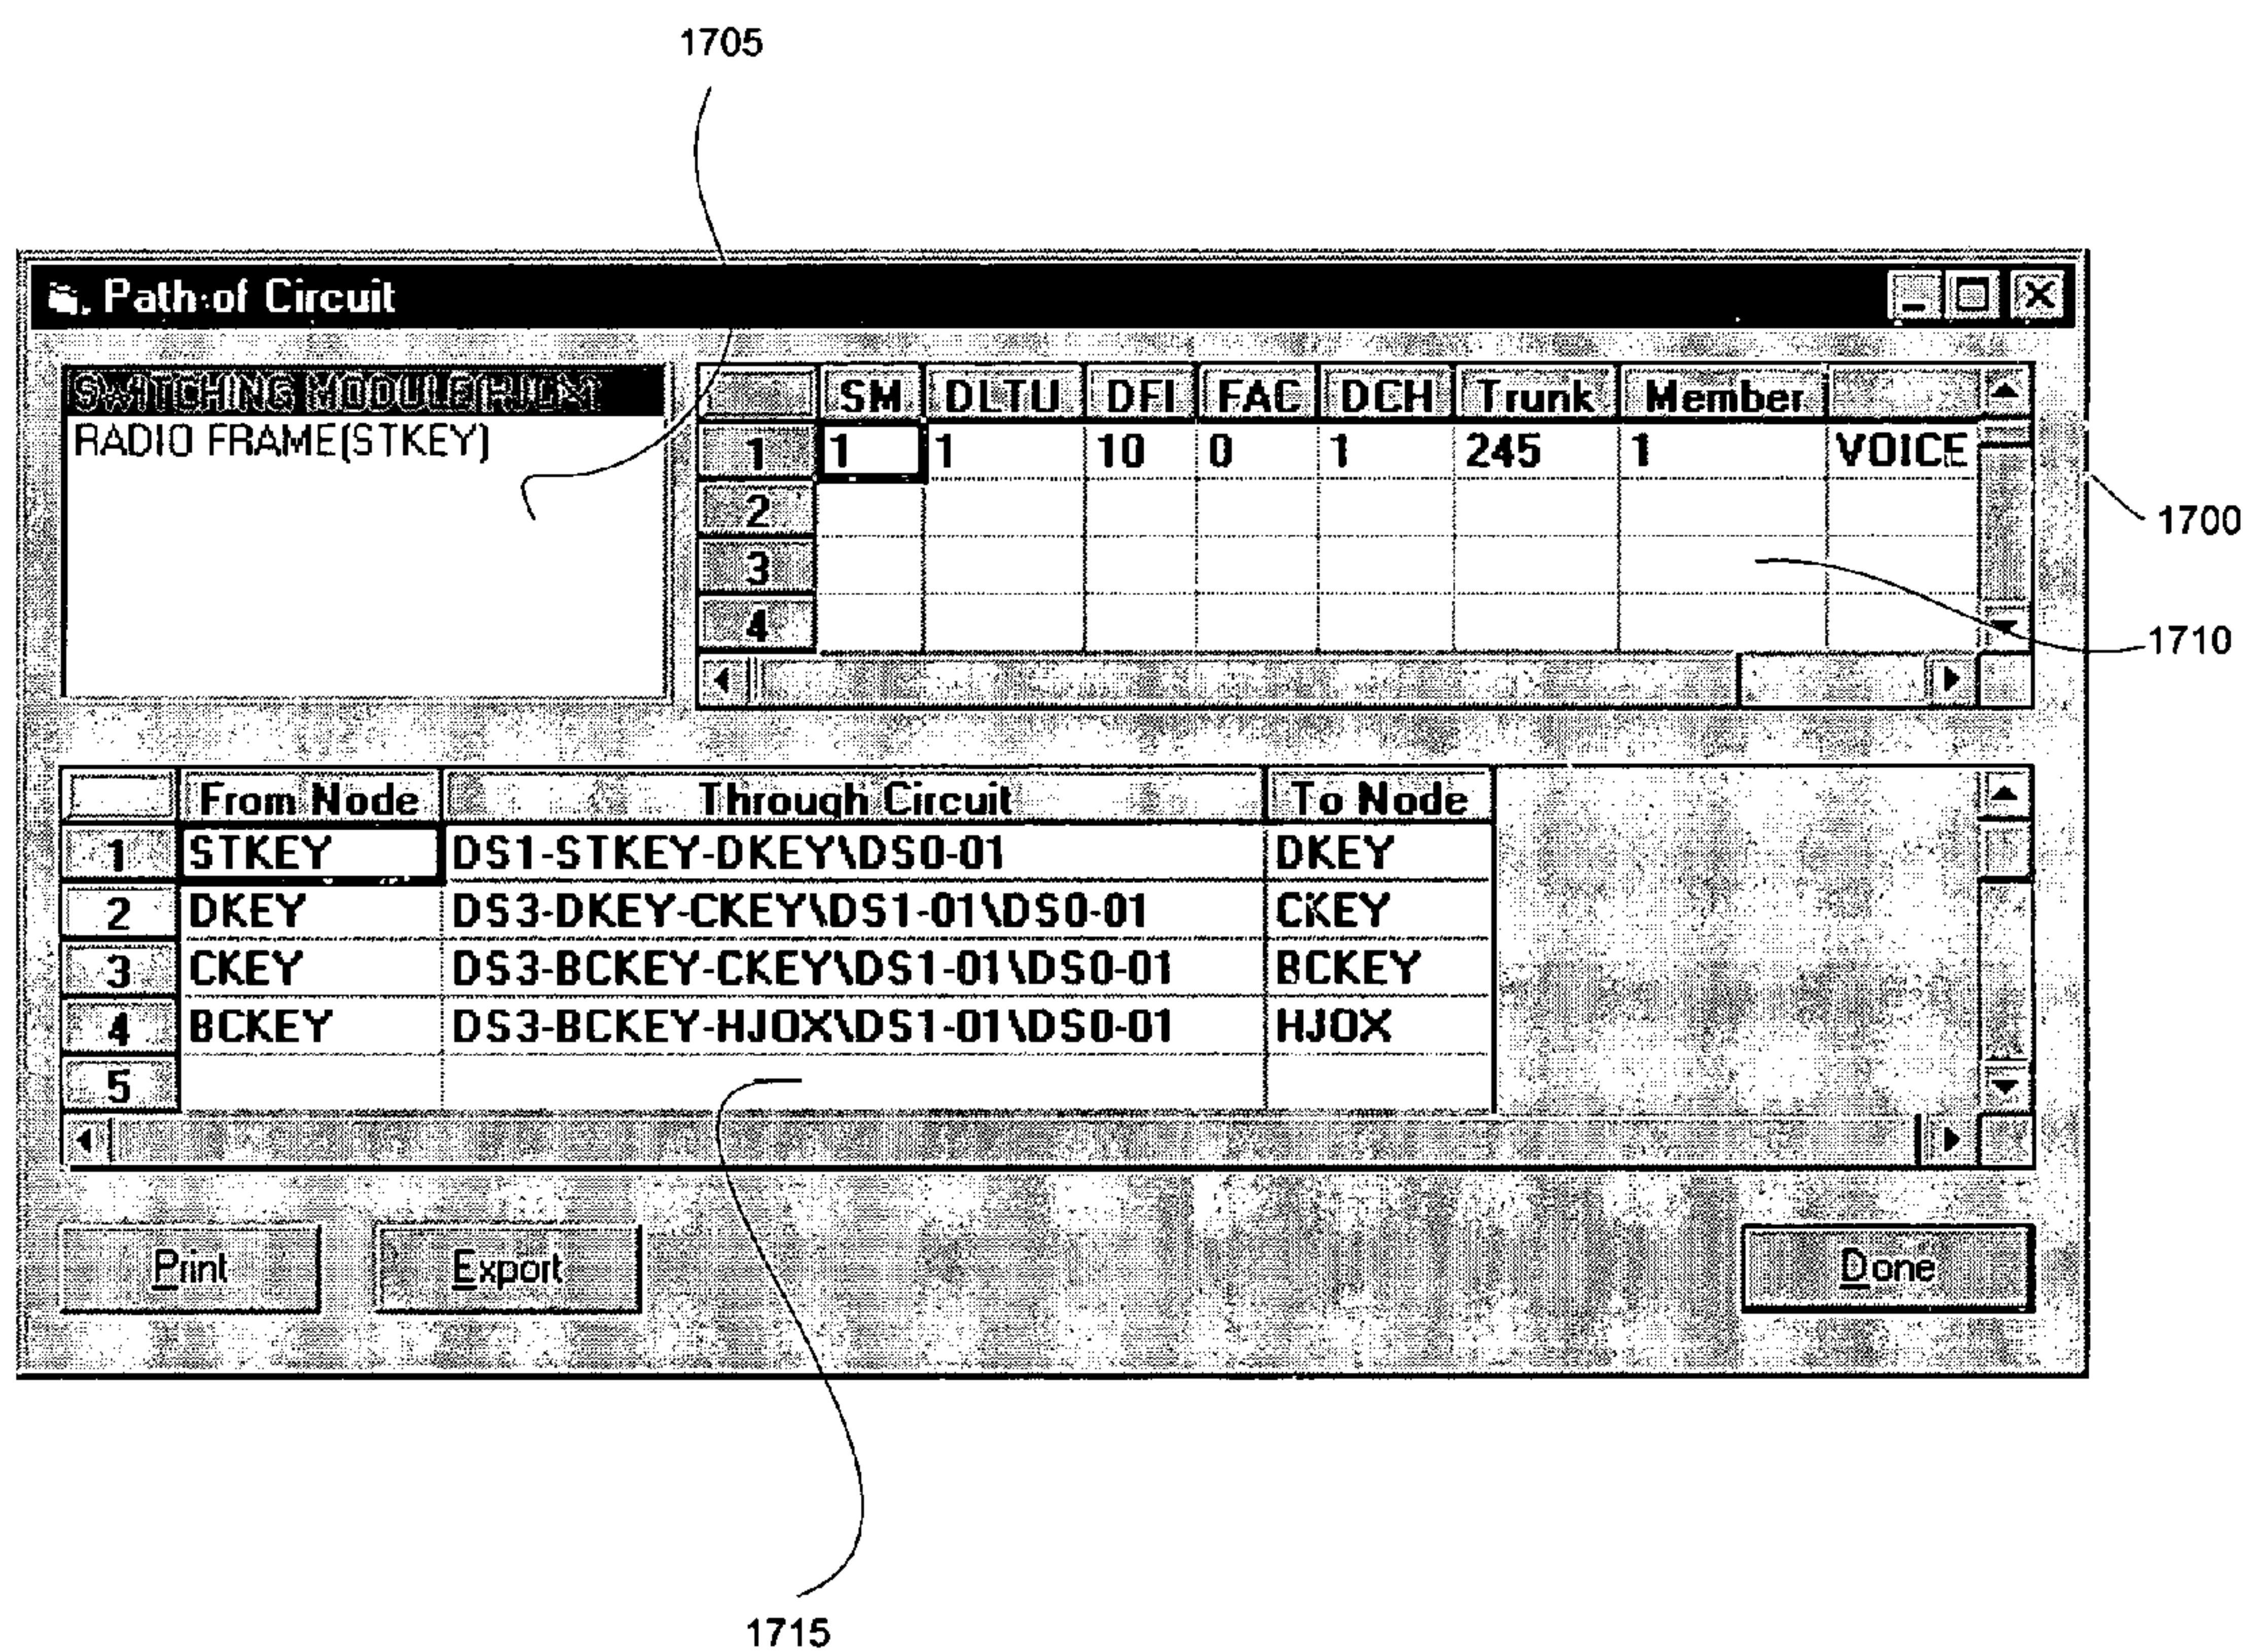 1705
Path of Circuit
SWITCHING MODULE(HJOX)
RADIO FRAME(STKEY)
SM DLTU DFI FAC DCH Trunk Member
1 1 1 10 0 1 245 1 VOICE
2
3
4
1700
1710
From Node Through Circuit To Node
1 STKEY DS1-STKEY-DKEY\DS0-01 DKEY
2 DKEY DS3-DKEY-CKEY\DS1-01\DS0-01 CKEY
3 CKEY DS3-BCKEY-CKEY\DS1-01\DS0-01 BCKEY
4 BCKEY DS3-BCKEY-HJOX\DS1-01\DS0-01 HJOX
5
Print Export Done
1715